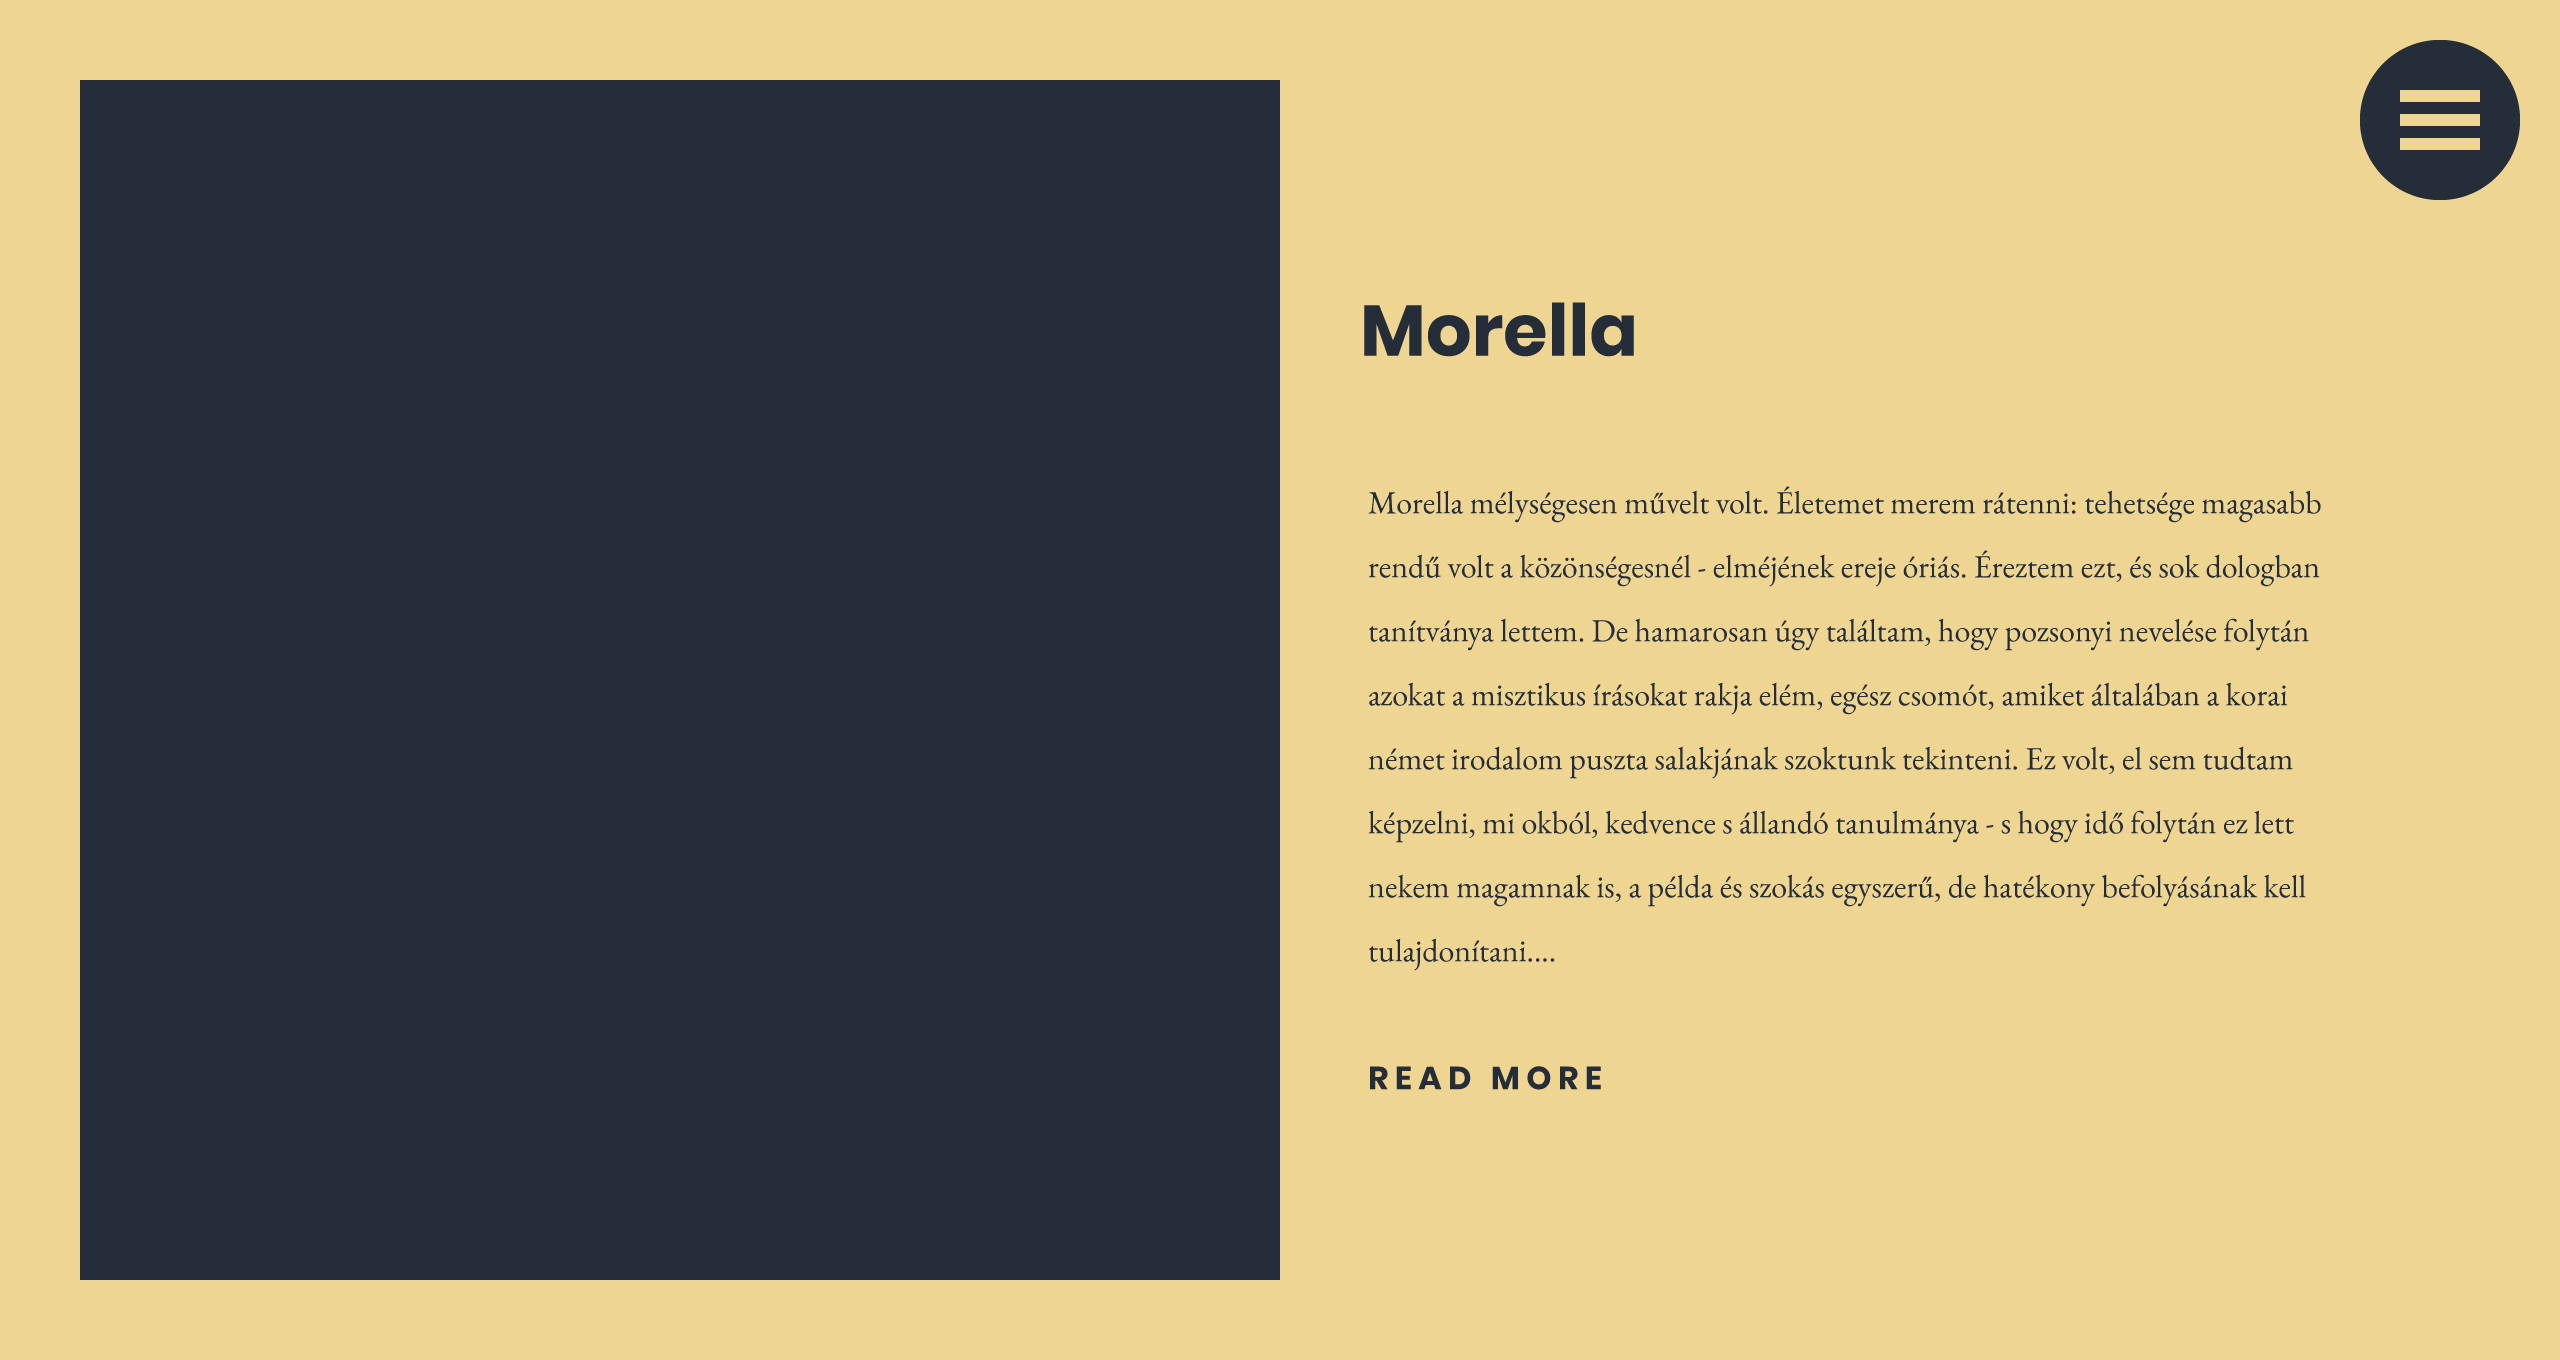 Morella
Morella mélységesen művelt volt. Életemet merem rátenni: tehetsége magasabb
rendű volt a közönségesnél - elméjének ereje óriás. Éreztem ezt, és sok dologban
tanítványa lettem. De hamarosan úgy találtam, hogy pozsonyi nevelése folytán
azokat a misztikus írásokat rakja elém, egész csomót, amiket általában a korai
német irodalom puszta salakjának szoktunk tekinteni. Ez volt, el sem tudtam
képzelni, mi okból, kedvence s állandó tanulmánya - s hogy idő folytán ez lett
nekem magamnak is, a példa és szokás egyszerű, de hatékony befolyásának kell
tulajdonítani....
READ MORE